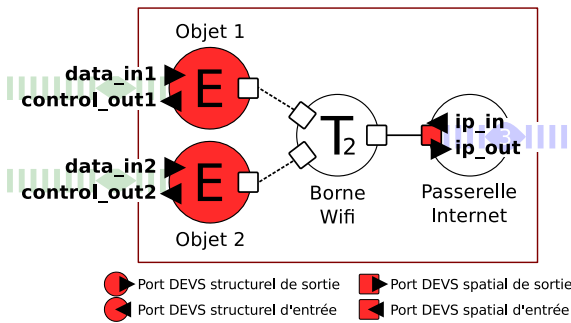 Objet 1
data_in1
control_out1
E
data_in2
control_out2
E
Objet 2
T2
Borne
Wifi
ip_in
3
ip_out
Passerelle
Internet
Port DEVS structurel de sortie
Port DEVS spatial de sortie
Port DEVS structurel d'entrée
Port DEVS spatial d'entrée